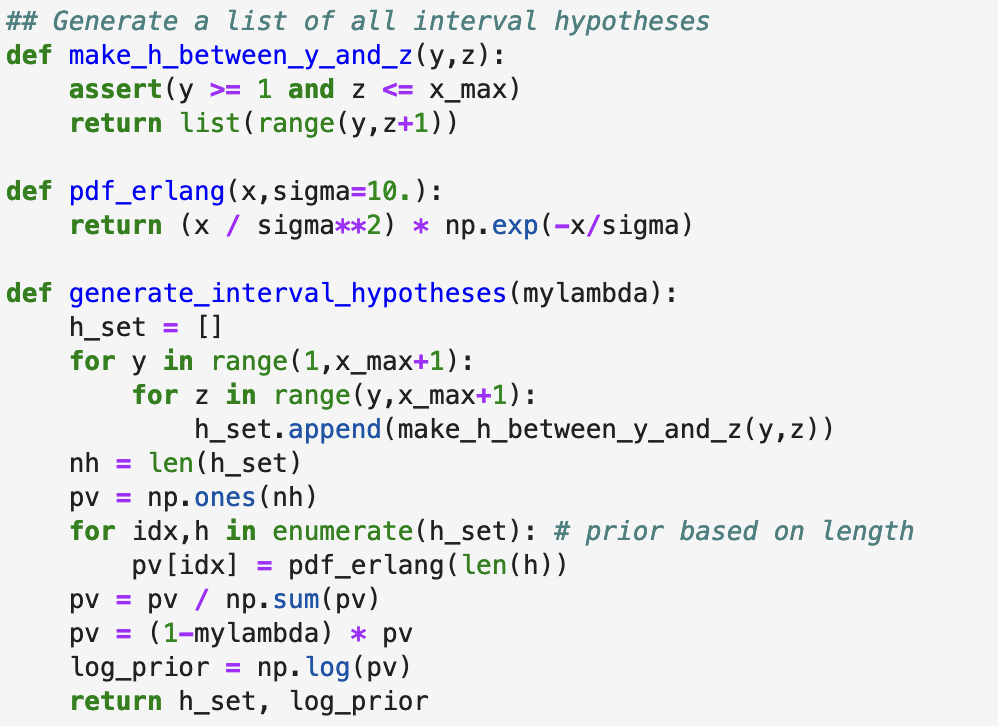 ## Generate a list of all interval hypotheses
def make_h_between_y_and_z(y,z):
    assert(y >= 1 and z <= x_max)
    return list(range(y,z+1))

def pdf_erlang(x,sigma=10.):
    return (x / sigma**2) * np.exp(-x/sigma)

def generate_interval_hypotheses(mylambda):
    h_set = []
    for y in range(1,x_max+1):
        for z in range(y,x_max+1):
            h_set.append(make_h_between_y_and_z(y,z))
    nh = len(h_set)
    pv = np.ones(nh)
    for idx,h in enumerate(h_set): # prior based on length
        pv[idx] = pdf_erlang(len(h))
    pv = pv / np.sum(pv)
    pv = (1-mylambda) * pv
    log_prior = np.log(pv)
    return h_set, log_prior